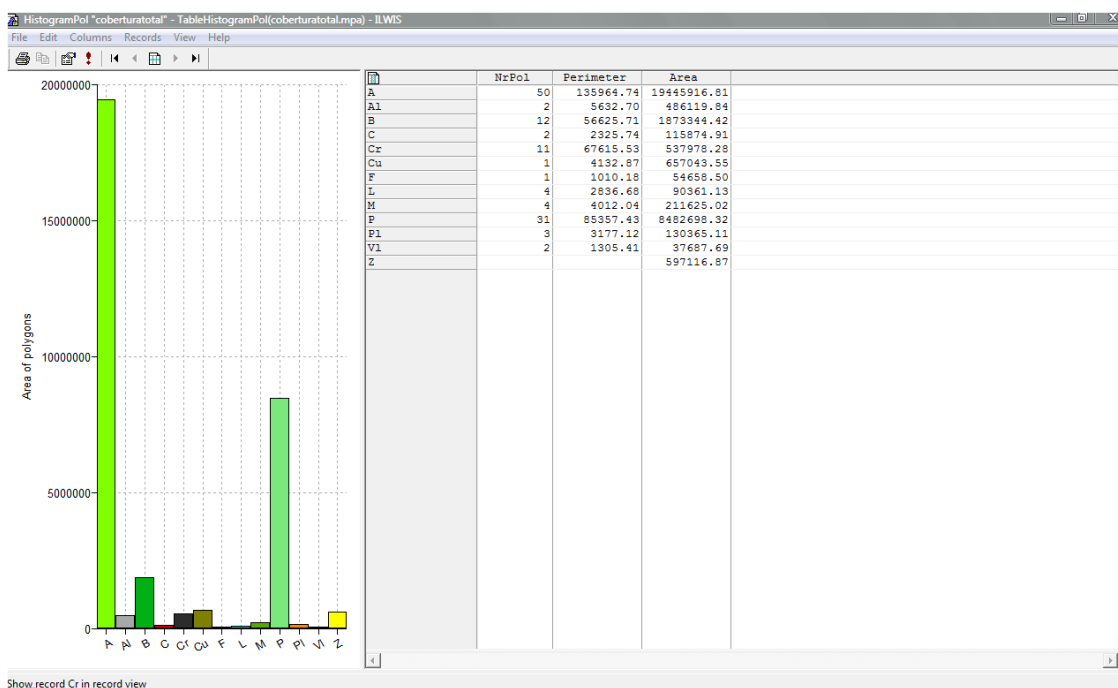 HistogramPol "coberturatotal" - TableHistogramPol(coberturatotal.mpa) - ILWIS
File Edit Columns Records View Help
Area of polygons
20000000
15000000
10000000
5000000
0
A Al B C Cr Cu F L M P Pl Vl Z
NrPol Perimeter Area
A 50 135964.74 19445916.81
Al 2 5632.70 486119.84
B 12 56625.71 1873344.42
C 2 2325.74 115874.91
Cr 11 67615.53 537978.28
Cu 1 4132.87 657043.55
F 1 1010.18 54658.50
L 4 2836.68 90361.13
M 4 4012.04 211625.02
P 31 85357.43 8482698.32
Pl 3 3177.12 130365.11
Vl 2 1305.41 37687.69
Z 597116.87
Show record Cr in record view